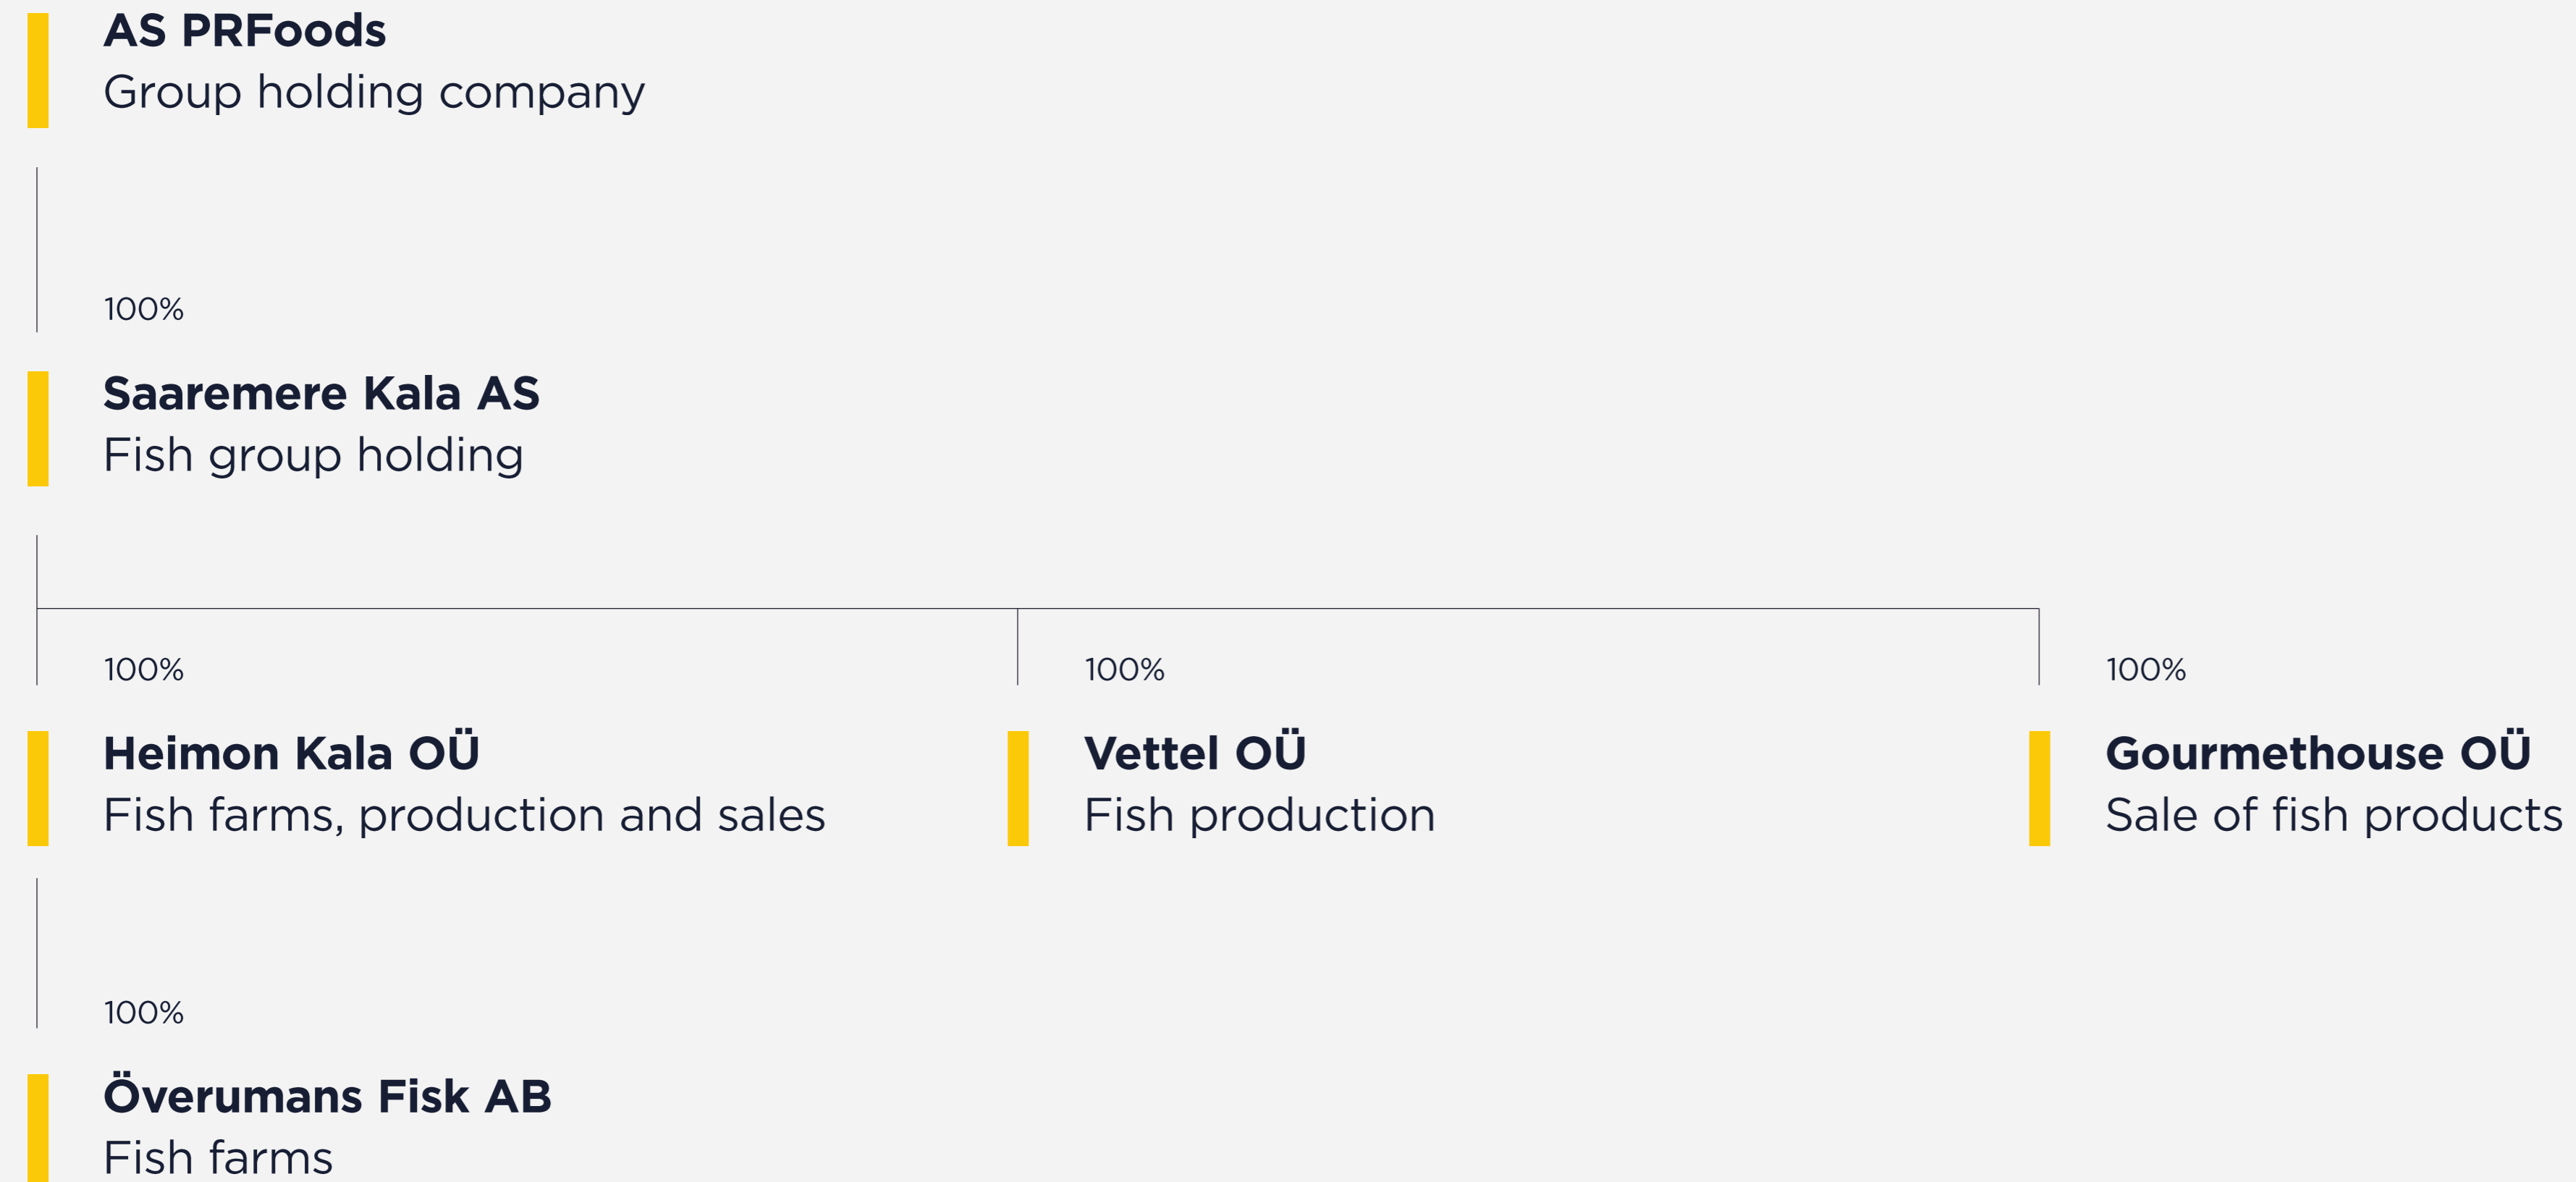 AS PRFoods
Group holding company
100%
Saaremere Kala AS
Fish group holding
100%
Heimon Kala OÜ
Fish farms, production and sales
100%
Vettel OÜ
Fish production
100%
Gourmethouse OÜ
Sale of fish products
100%
Överumans Fisk AB
Fish farms